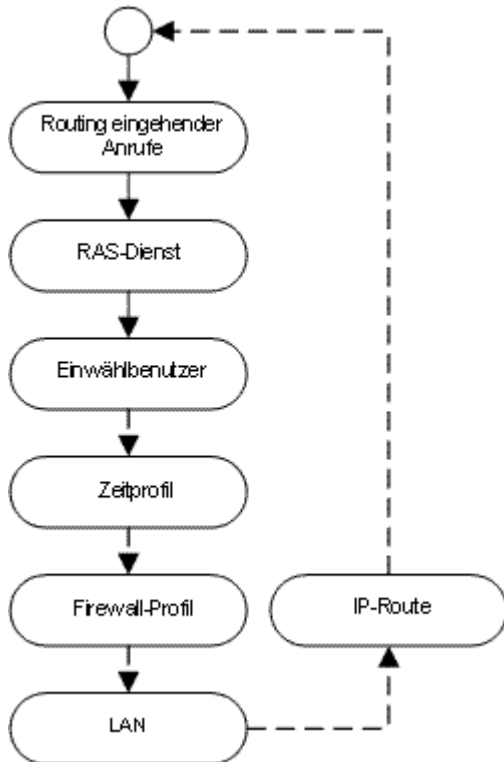 Routing eingehender
Anrufe
RAS-Dienst
Einwählbenutzer
Zeitprofil
Firewall-Profil
IP-Route
LAN